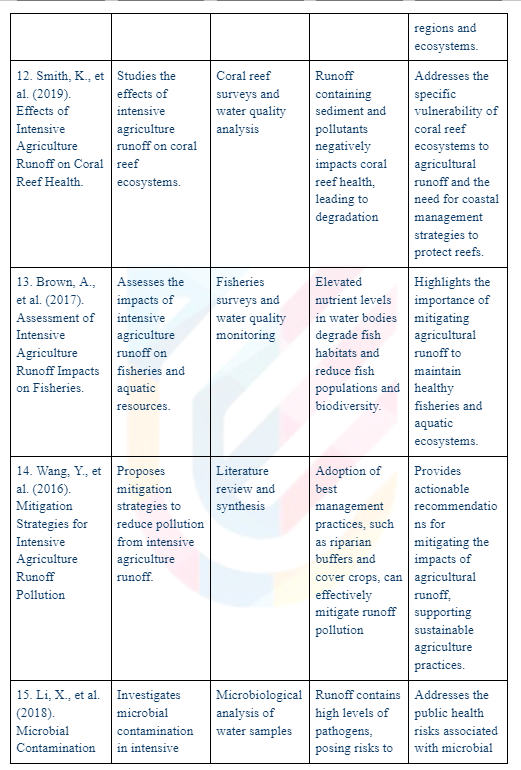 regions and
ecosystems.
12. Smith, K., et
al. (2019).
Effects of
Intensive
Agriculture
Runoff on Coral
Reef Health.
Studies the
effects of
intensive
agriculture
runoff on coral
reef
ecosystems.
Coral reef
surveys and
water quality
analysis
Runoff
containing
sediment and
pollutants
negatively
impacts coral
reef health,
leading to
degradation
Addresses the
specific
vulnerability of
coral reef
ecosystems to
agricultural
runoff and the
need for coastal
management
strategies to
protect reefs.
13. Brown, A.,
et al. (2017).
Assessment of
Intensive
Agriculture
Runoff Impacts
on Fisheries.
Assesses the
impacts of
intensive
agriculture
runoff on
fisheries and
aquatic
resources.
Fisheries
surveys and
water quality
monitoring
Elevated
nutrient levels
in water bodies
degrade fish
habitats and
reduce fish
populations and
biodiversity.
Highlights the
importance of
mitigating
agricultural
runoff to
maintain
healthy
fisheries and
aquatic
ecosystems.
14. Wang, Y., et
al. (2016).
Mitigation
Strategies for
Intensive
Agriculture
Runoff
Pollution
Proposes
mitigation
strategies to
reduce pollution
from intensive
agriculture
runoff.
Literature
review and
synthesis
Adoption of
best
management
practices, such
as riparian
buffers and
cover crops, can
effectively
mitigate runoff
pollution
Provides
actionable
recommendatio
ns for
mitigating the
impacts of
agricultural
runoff,
supporting
sustainable
agriculture
practices.
15. Li, X., et al.
(2018).
Microbial
Contamination
Investigates
microbial
contamination
in intensive
Microbiological
analysis of
water samples
Runoff contains
high levels of
pathogens,
posing risks to
Addresses the
public health
risks associated
with microbial